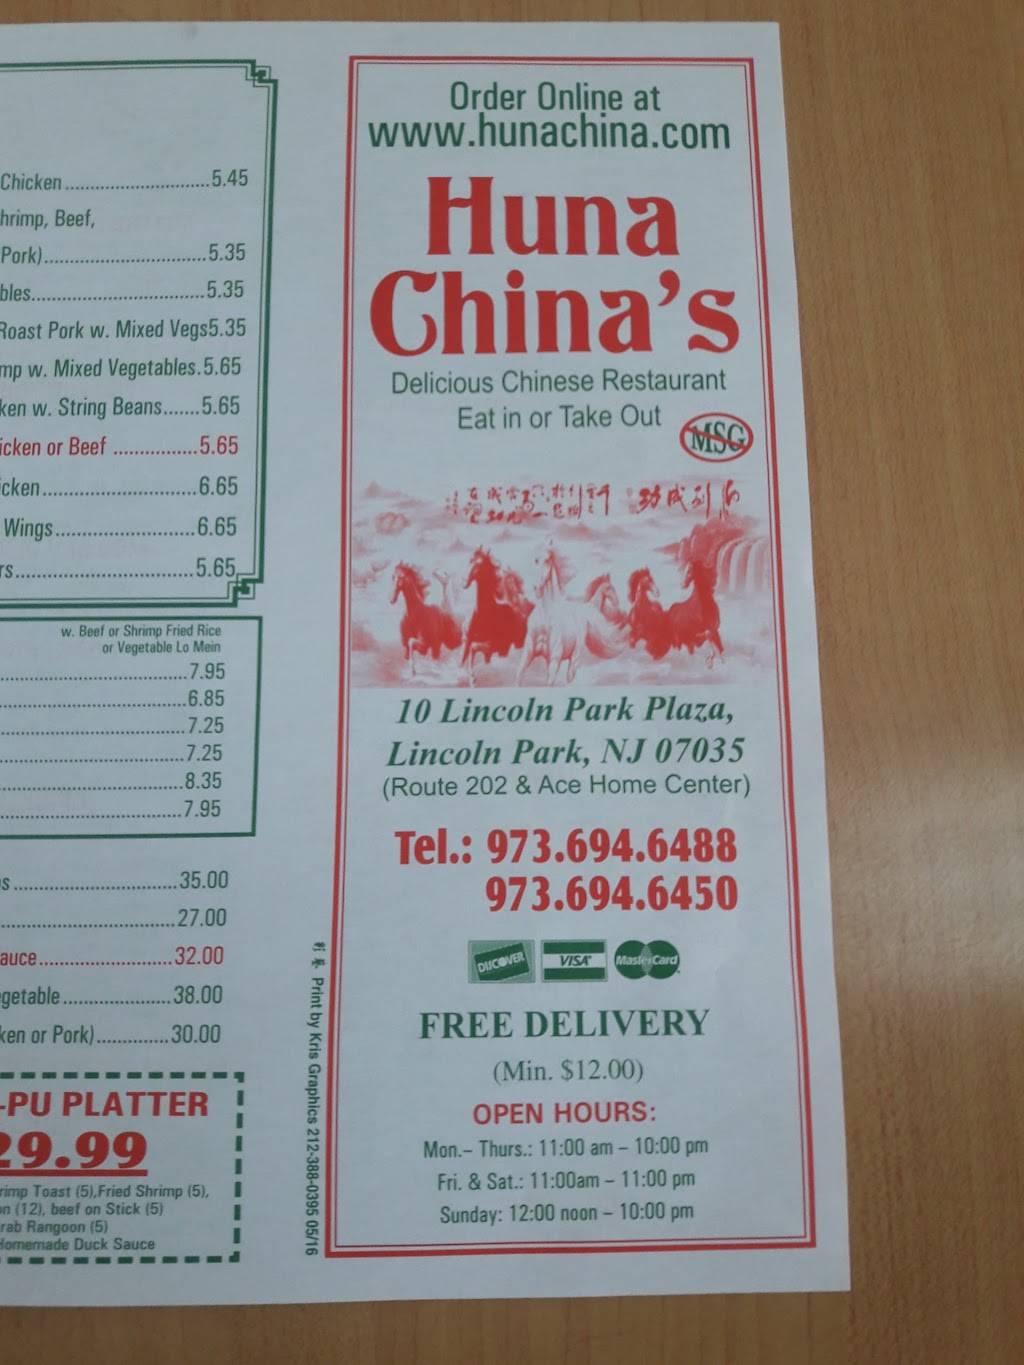 Chicken..........................5.45
hrimp, Beef,
Pork).............................5.35
bles...............................5.35
Roast Pork w. Mixed Vegs5.35
mp w. Mixed Vegetables.5.65
ken w. String Beans.......5.65
icken or Beef ...............5.65
cken............................6.65
Wings.........................6.65
rs................................5.65
w. Beef or Shrimp Fried Rice
or Vegetable Lo Mein
7.95
6.85
7.25
7.25
8.35
7.95
s.............................35.00
27.00
auce........................32.00
getable....................38.00
ken or Pork).............30.00
-PU PLATTER
29.99
rimp Toast (5),Fried Shrimp (5),
on (12), beef on Stick (5)
rab Rangoon (5)
Homemade Duck Sauce
Print by Kris Graphics 212-388-0395 05/16
Order Online at
www.hunachina.com
Huna
China's
Delicious Chinese Restaurant
Eat in or Take Out
MSG
10 Lincoln Park Plaza,
Lincoln Park, NJ 07035
(Route 202 & Ace Home Center)
Tel.: 973.694.6488
973.694.6450
DISCOVER VISA MasterCard
FREE DELIVERY
(Min. $12.00)
OPEN HOURS:
Mon.– Thurs.: 11:00 am – 10:00 pm
Fri. & Sat.: 11:00am – 11:00 pm
Sunday: 12:00 noon – 10:00 pm